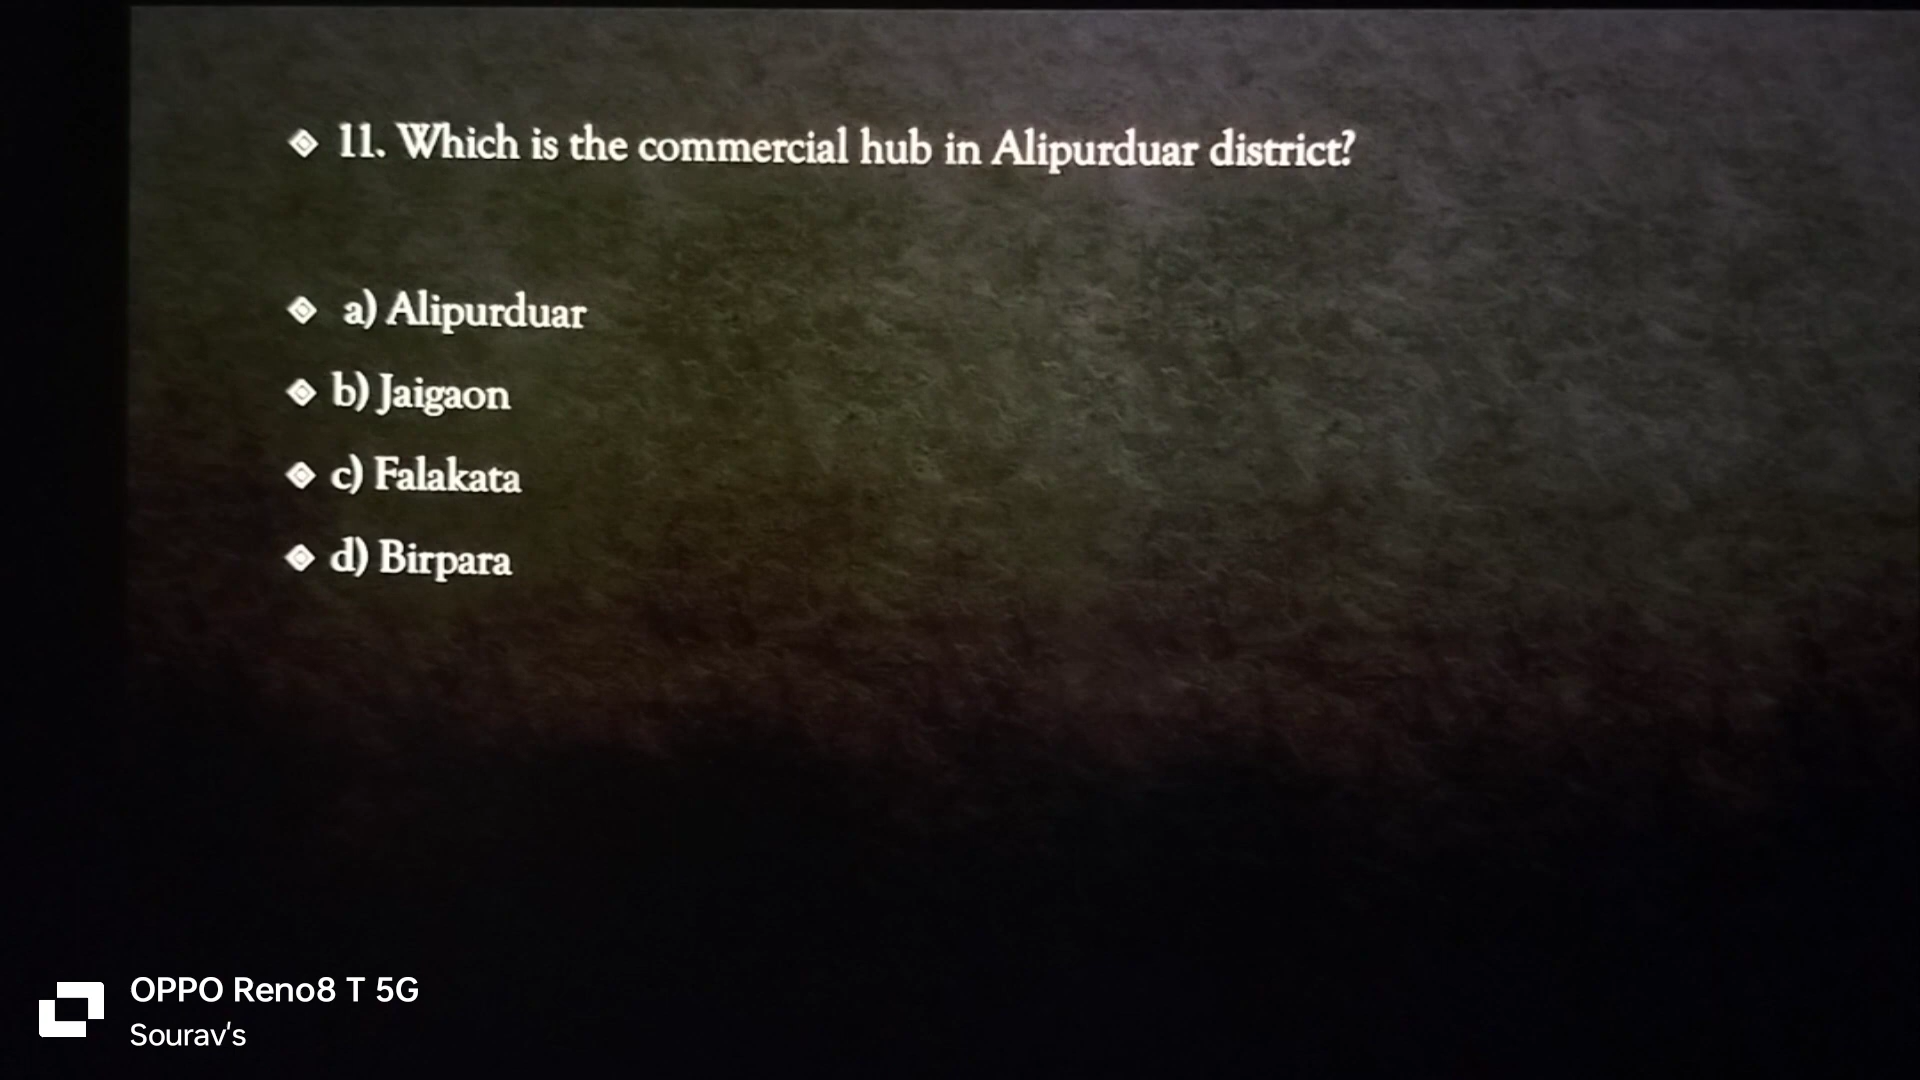 11. Which is the commercial hub in Alipurduar district?
a) Alipurduar
b) Jaigaon
c) Falakata
d) Birpara
OPPO Reno8 T 5G
Sourav's